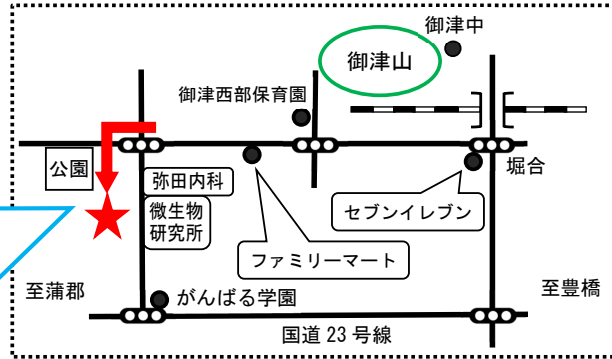 御津中
御津山
御津西部保育園
公園
弥田内科
堀合
微生物
研究所
セブンイレブン
ファミリーマート
至蒲郡
がんばる学園
至豊橋
国道 23 号線